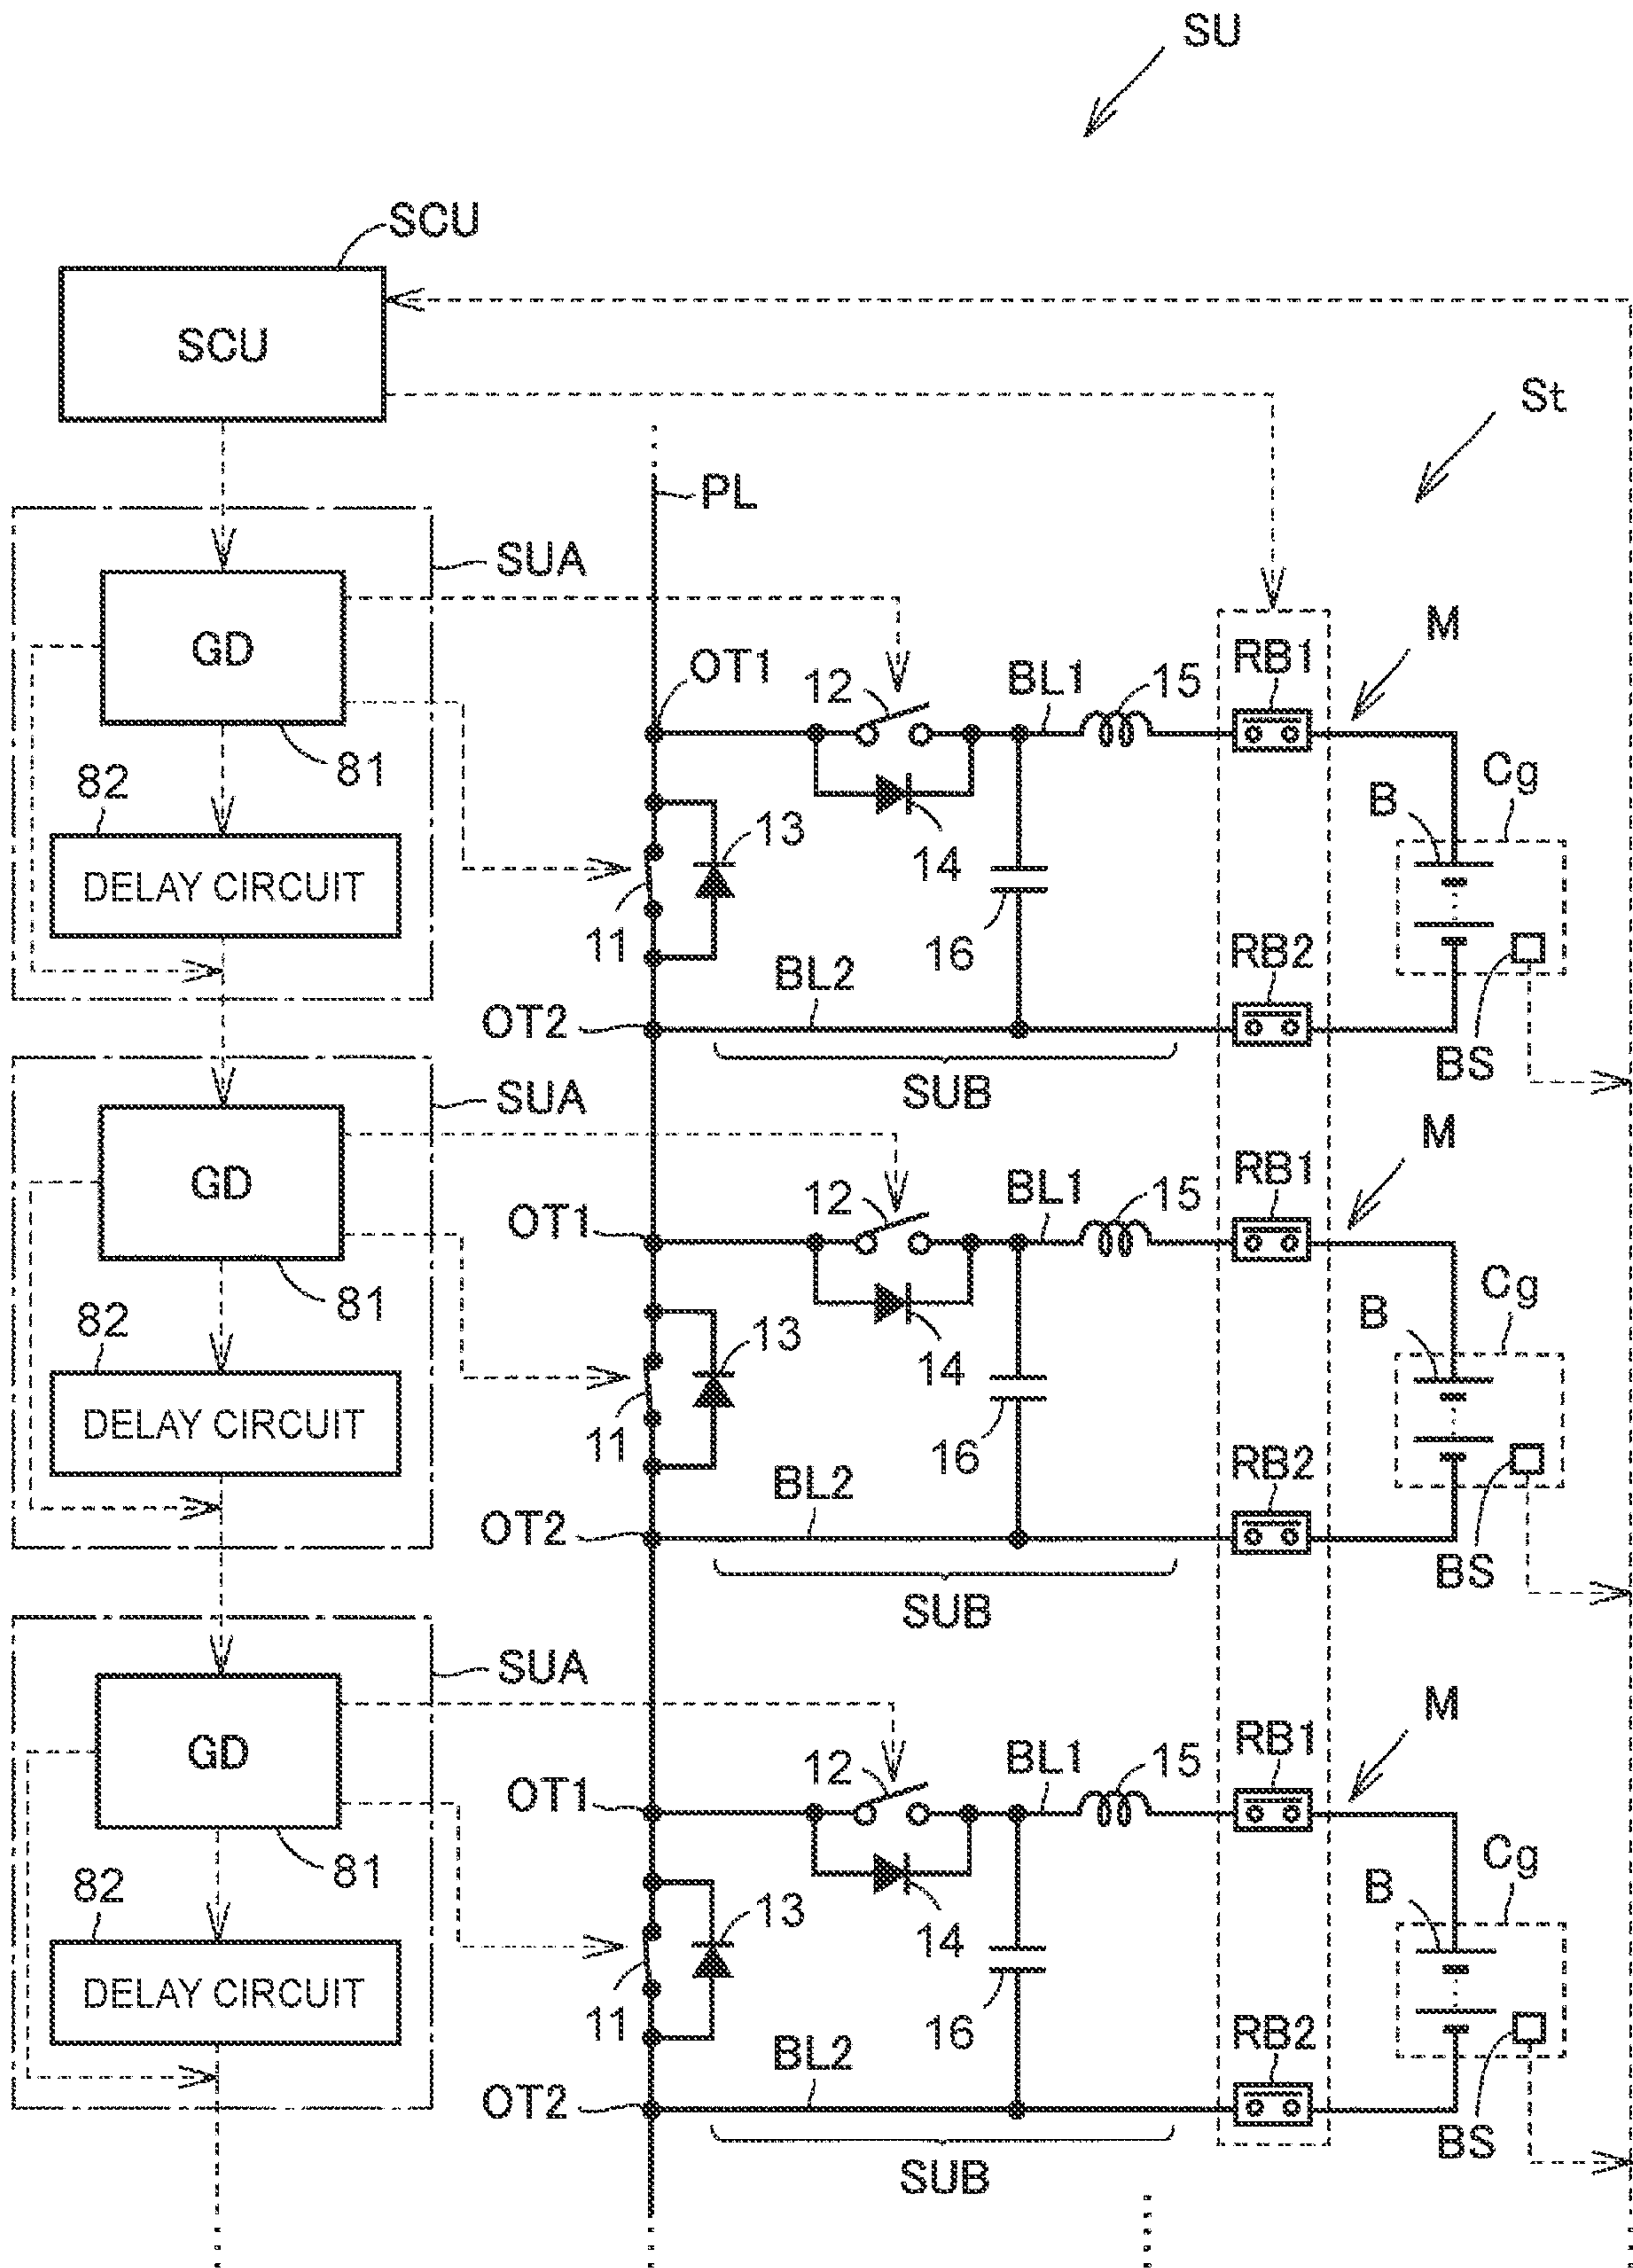 SU
SCU
SCU
St
PL
SUA
GD
81
82
DELAY CIRCUIT
OT1
12
BL1
15
RB1
M
13
14
B
Cg
11
16
BL2
RB2
OT2
BS
SUB
SUA
GD
81
82
DELAY CIRCUIT
OT1
12
BL1
15
RB1
M
13
14
B
Cg
11
16
BL2
RB2
OT2
BS
SUB
SUA
GD
81
82
DELAY CIRCUIT
OT1
12
BL1
15
RB1
M
13
14
B
Cg
11
16
BL2
RB2
OT2
BS
SUB